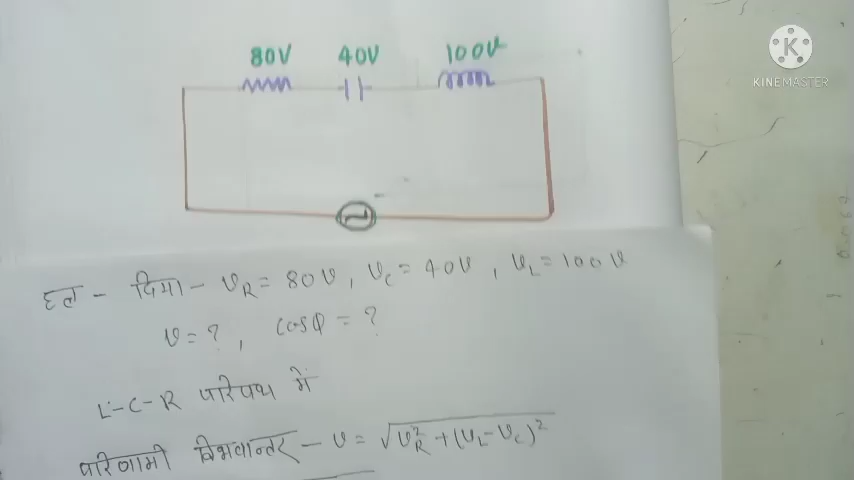 80V 40V 100V
K
KINEMASTER
हल - दिया - V_R = 80V, V_C = 40V, V_L = 100V
V = ?, cosφ = ?
L-C-R परिपथ में
परिणामी विभवान्तर - V = √V_R² + (V_L - V_C)²